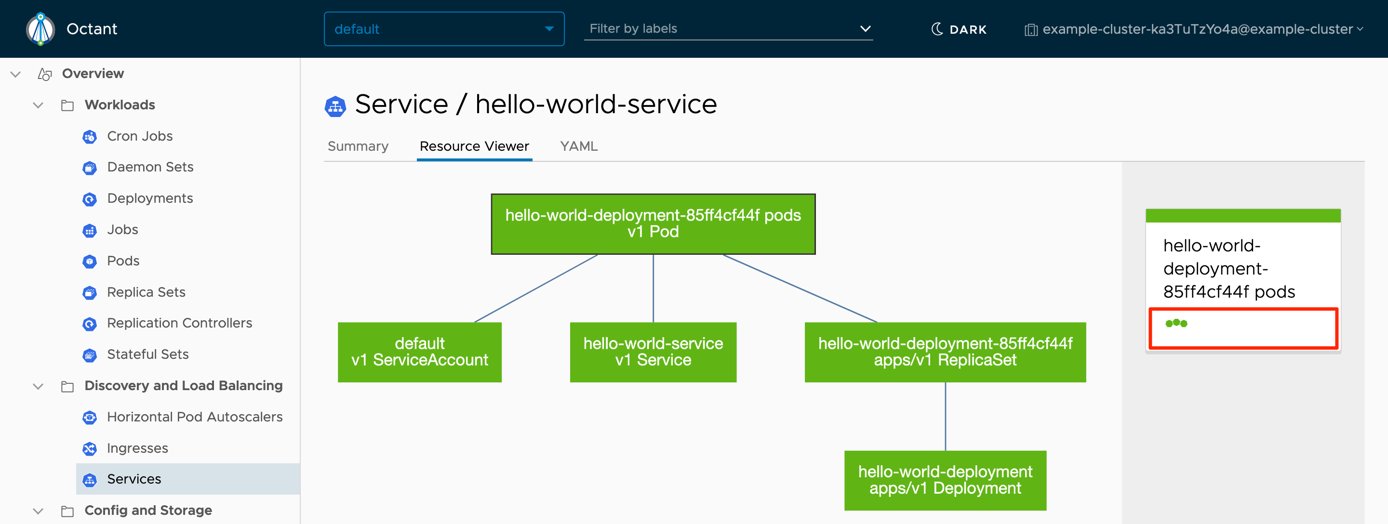 Octant
default
Filter by labels
DARK
example-cluster-ka3TuTzYo4a@example-cluster
Overview
Workloads
Cron Jobs
Daemon Sets
Deployments
Jobs
Pods
Replica Sets
Replication Controllers
Stateful Sets
Discovery and Load Balancing
Horizontal Pod Autoscalers
Ingresses
Services
Config and Storage
Service / hello-world-service
Summary
Resource Viewer
YAML
hello-world-deployment-85ff4cf44f pods
v1 Pod
default
v1 ServiceAccount
hello-world-service
v1 Service
hello-world-deployment-85ff4cf44f
apps/v1 ReplicaSet
hello-world-deployment
apps/v1 Deployment
hello-world-
deployment-
85ff4cf44f pods